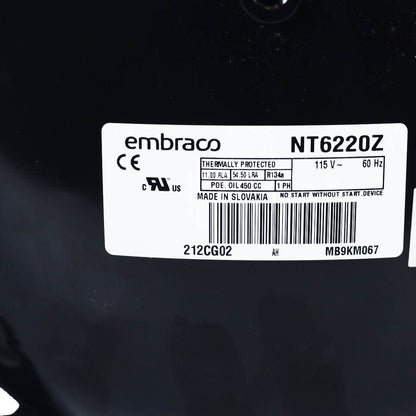 embraco NT6220Z
CE THERMALLY PROTECTED 115 V~ 60 Hz
c RU US 11.00 RLA 54.50 LRA R134a
POE. OIL 450 CC 1 PH
MADE IN SLOVAKIA NO START WITHOUT START.DEVICE
212CG02 AH MB9KM067